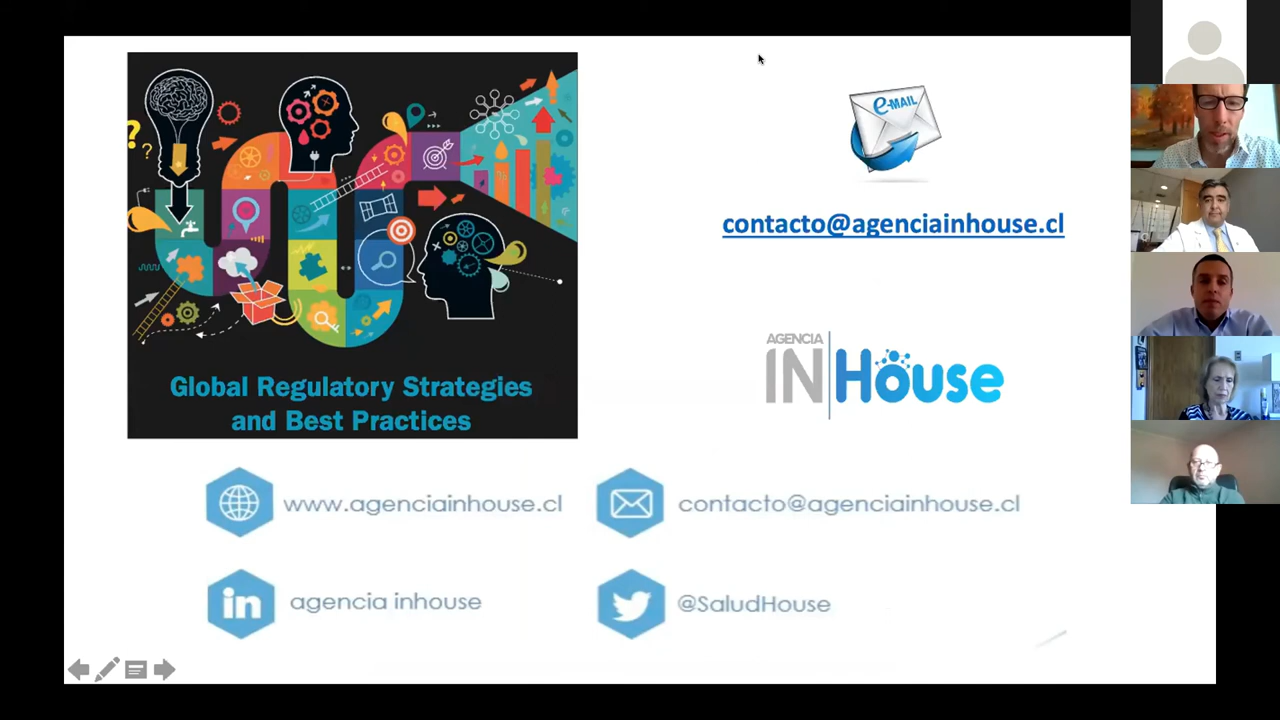 e-MAIL
contacto@agenciainhouse.cl
AGENCIA
INHouse
Global Regulatory Strategies
and Best Practices
www.agenciainhouse.cl
contacto@agenciainhouse.cl
in
agencia inhouse
@SaludHouse